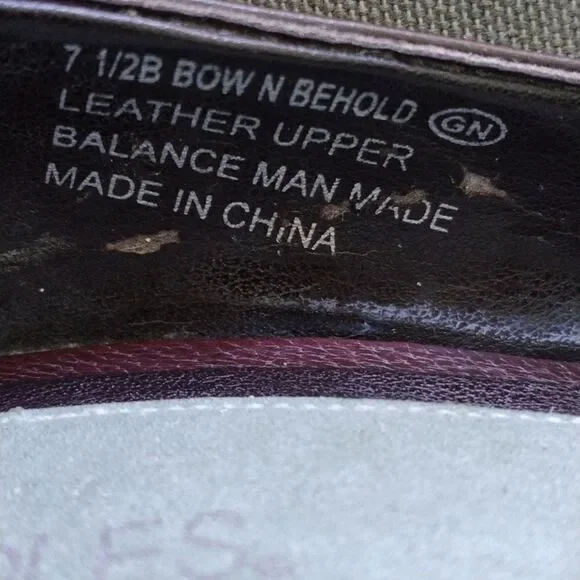 7 1/2B BOW N BEHOLD GN
LEATHER UPPER
BALANCE MAN MADE
MADE IN CHINA